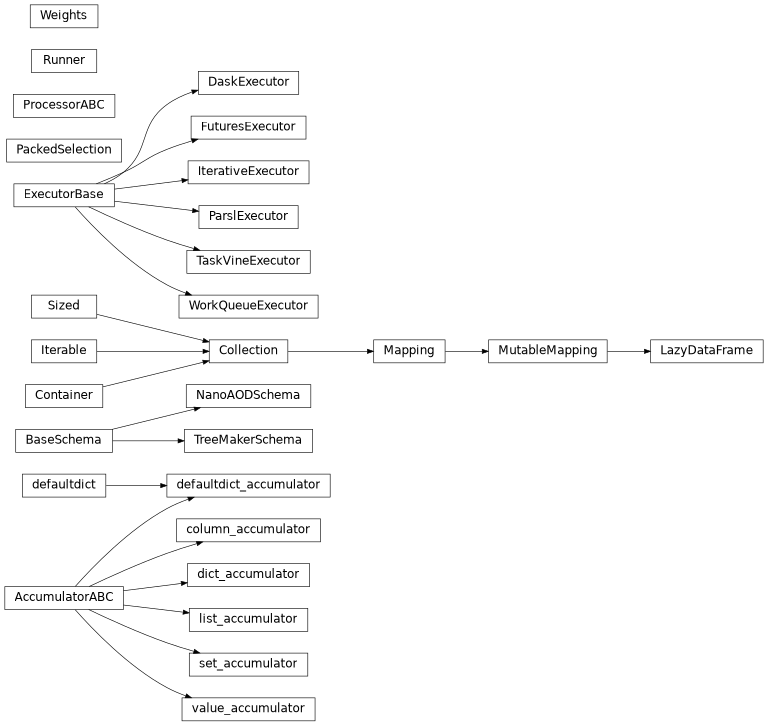 Weights
Runner
DaskExecutor
ProcessorABC
FuturesExecutor
PackedSelection
IterativeExecutor
ExecutorBase
ParslExecutor
TaskVineExecutor
WorkQueueExecutor
Sized
Iterable
Collection
Mapping
MutableMapping
LazyDataFrame
Container
NanoAODSchema
BaseSchema
TreeMakerSchema
defaultdict
defaultdict_accumulator
column_accumulator
dict_accumulator
AccumulatorABC
list_accumulator
set_accumulator
value_accumulator